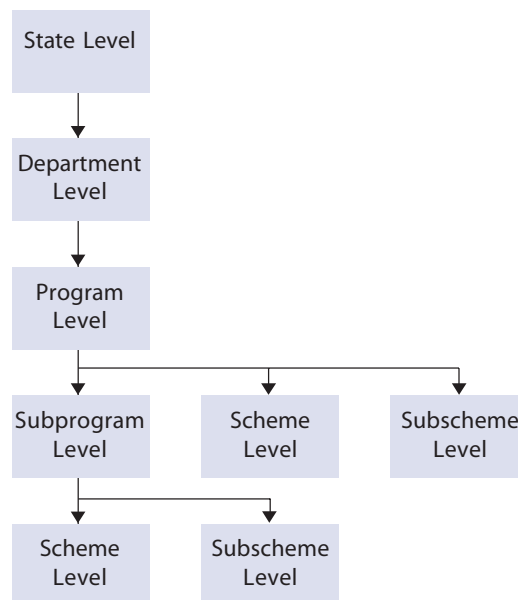 State Level
Department
Level
Program
Level
Subprogram
Level
Scheme
Level
Subscheme
Level
Scheme
Level
Subscheme
Level